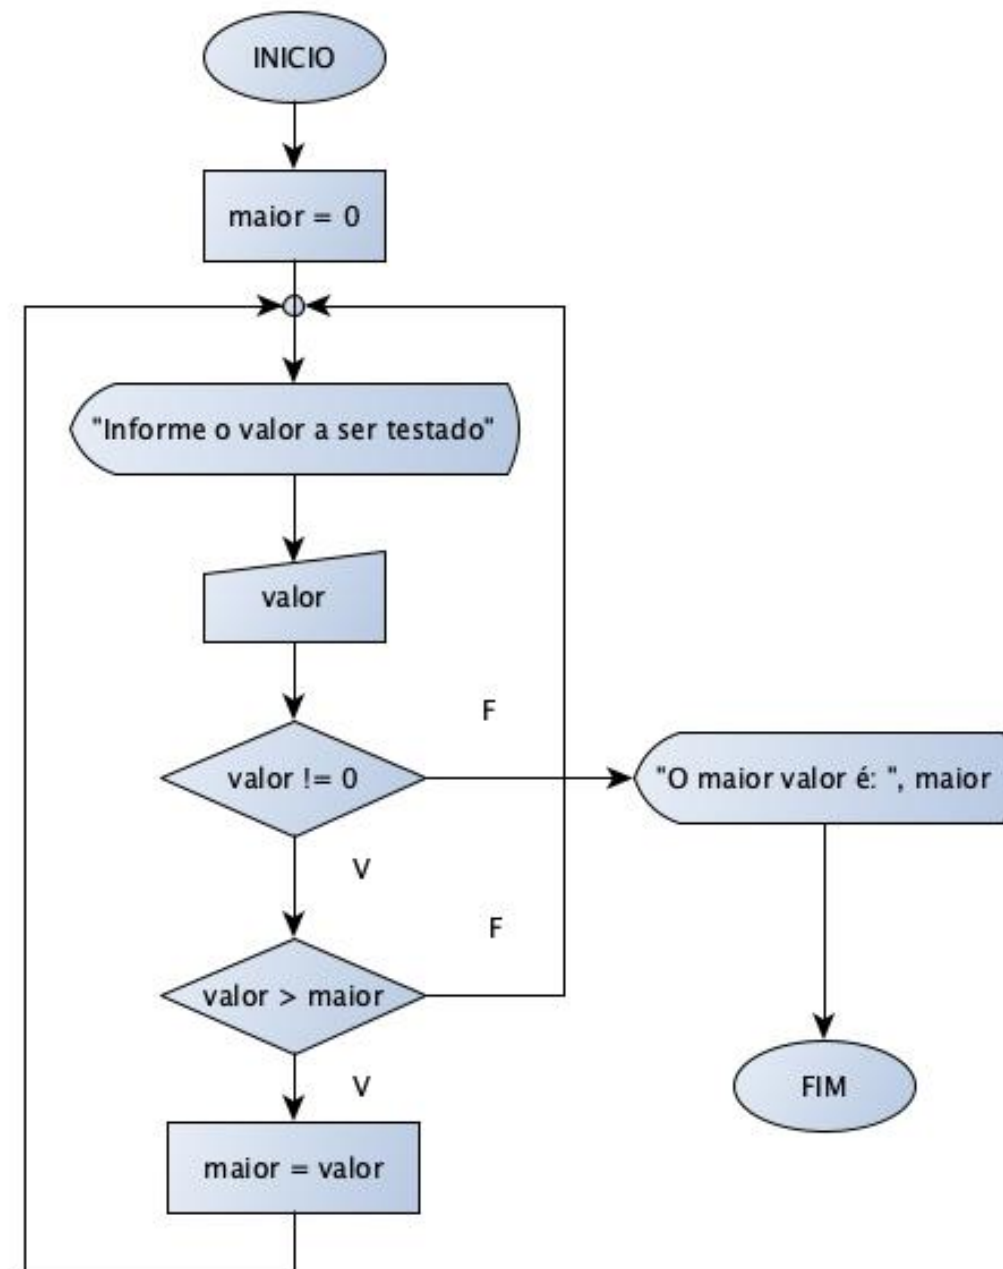 INICIO
maior = 0
"Informe o valor a ser testado"
valor
F
valor != 0
"O maior valor é: ", maior
V
F
valor > maior
V
FIM
maior = valor